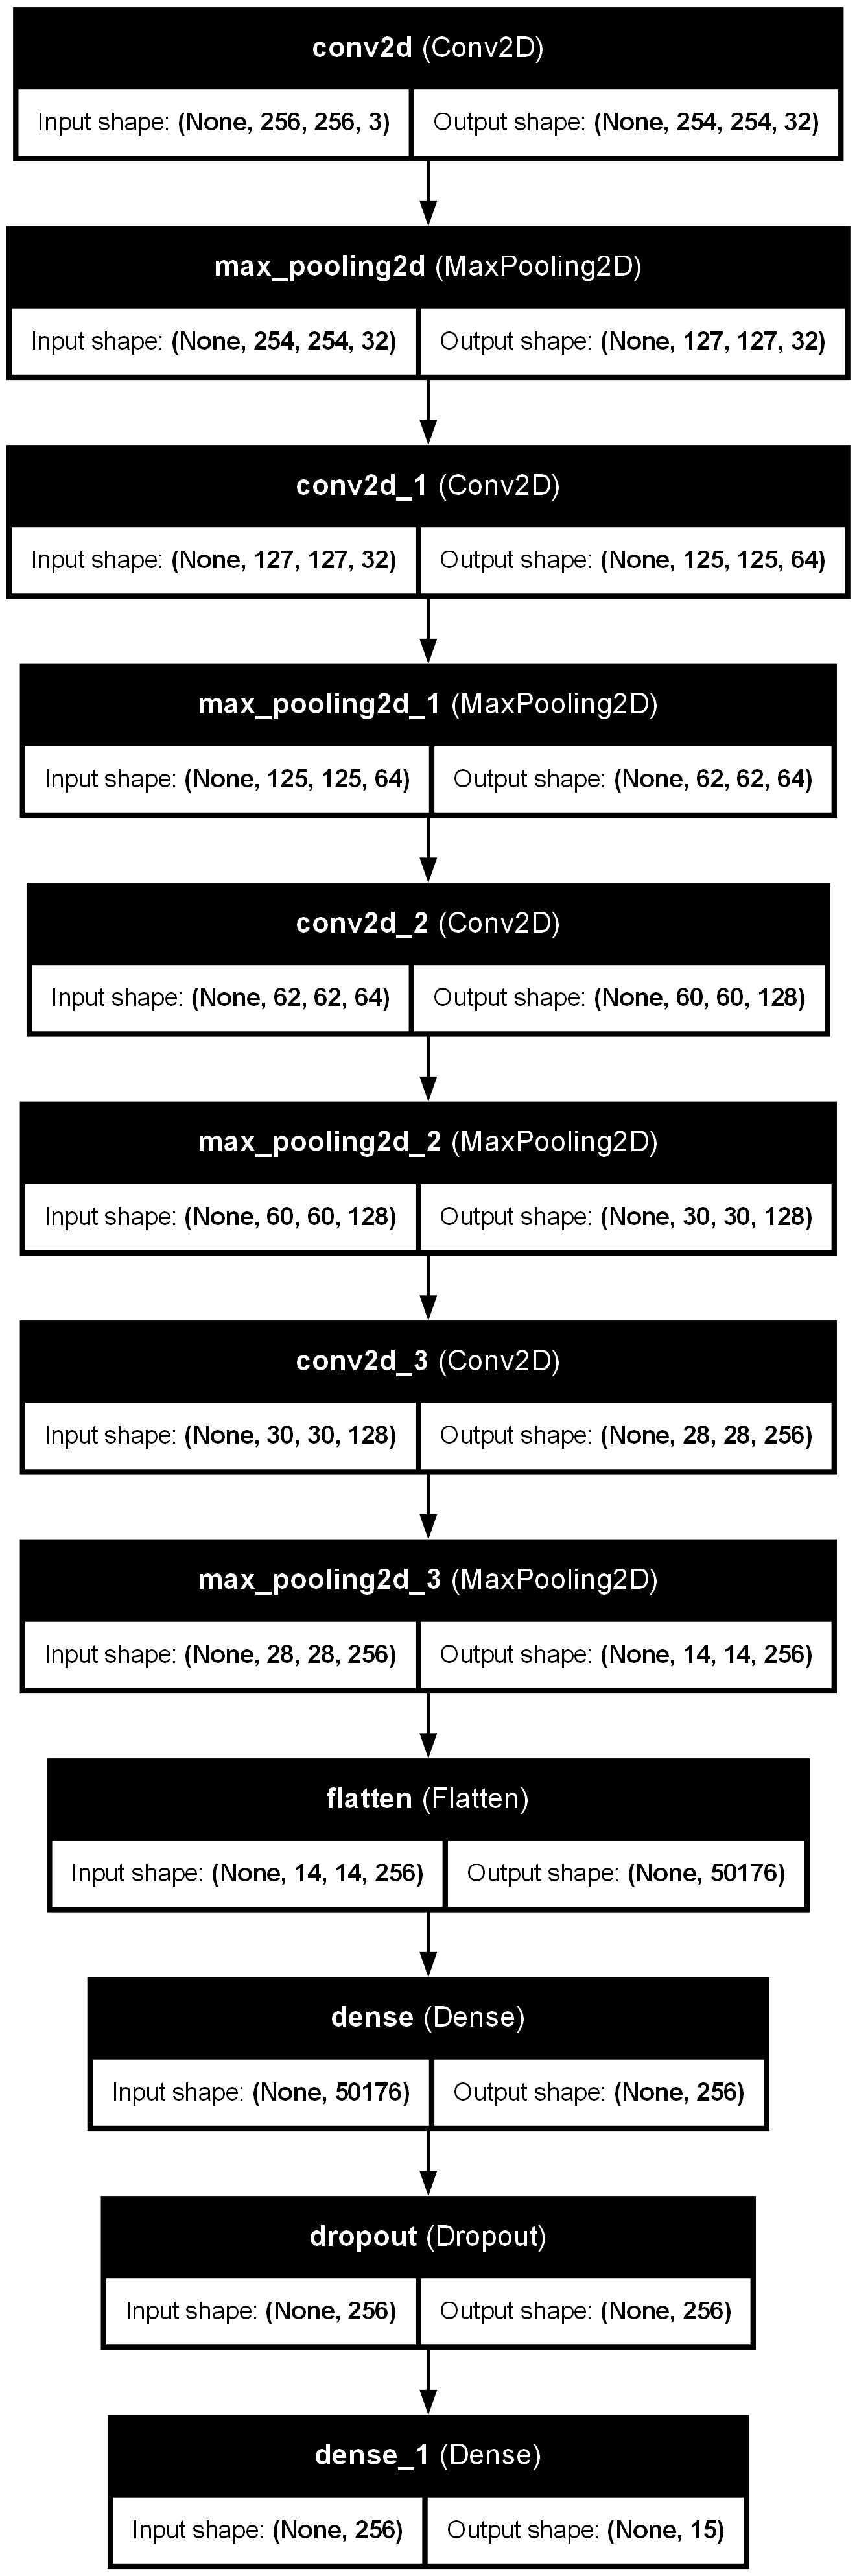 conv2d (Conv2D)
Input shape: (None, 256, 256, 3) Output shape: (None, 254, 254, 32)
max_pooling2d (MaxPooling2D)
Input shape: (None, 254, 254, 32) Output shape: (None, 127, 127, 32)
conv2d_1 (Conv2D)
Input shape: (None, 127, 127, 32) Output shape: (None, 125, 125, 64)
max_pooling2d_1 (MaxPooling2D)
Input shape: (None, 125, 125, 64) Output shape: (None, 62, 62, 64)
conv2d_2 (Conv2D)
Input shape: (None, 62, 62, 64) Output shape: (None, 60, 60, 128)
max_pooling2d_2 (MaxPooling2D)
Input shape: (None, 60, 60, 128) Output shape: (None, 30, 30, 128)
conv2d_3 (Conv2D)
Input shape: (None, 30, 30, 128) Output shape: (None, 28, 28, 256)
max_pooling2d_3 (MaxPooling2D)
Input shape: (None, 28, 28, 256) Output shape: (None, 14, 14, 256)
flatten (Flatten)
Input shape: (None, 14, 14, 256) Output shape: (None, 50176)
dense (Dense)
Input shape: (None, 50176) Output shape: (None, 256)
dropout (Dropout)
Input shape: (None, 256) Output shape: (None, 256)
dense_1 (Dense)
Input shape: (None, 256) Output shape: (None, 15)